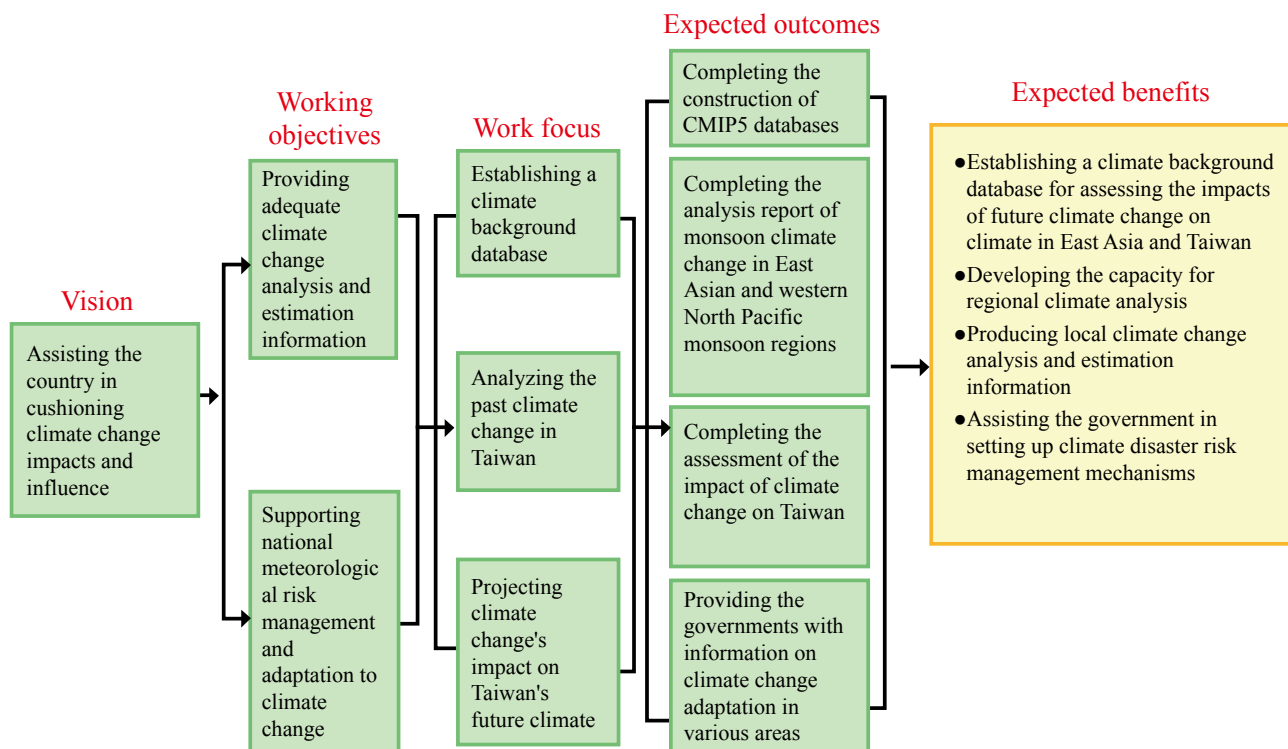 Vision
Assisting the
country in
cushioning
climate change
impacts and
influence
Working
objectives
Providing
adequate
climate
change
analysis and
estimation
information
Supporting
national
meteorologic
al risk
management
and
adaptation to
climate
change
Work focus
Establishing a
climate
background
database
Analyzing the
past climate
change in
Taiwan
Projecting
climate
change's
impact on
Taiwan's
future climate
Expected outcomes
Completing the
construction of
CMIP5 databases
Completing the
analysis report of
monsoon climate
change in East
Asian and western
North Pacific
monsoon regions
Completing the
assessment of the
impact of climate
change on Taiwan
Providing the
governments with
information on
climate change
adaptation in
various areas
Expected benefits
●Establishing a climate background
database for assessing the impacts
of future climate change on
climate in East Asia and Taiwan
●Developing the capacity for
regional climate analysis
●Producing local climate change
analysis and estimation
information
●Assisting the government in
setting up climate disaster risk
management mechanisms